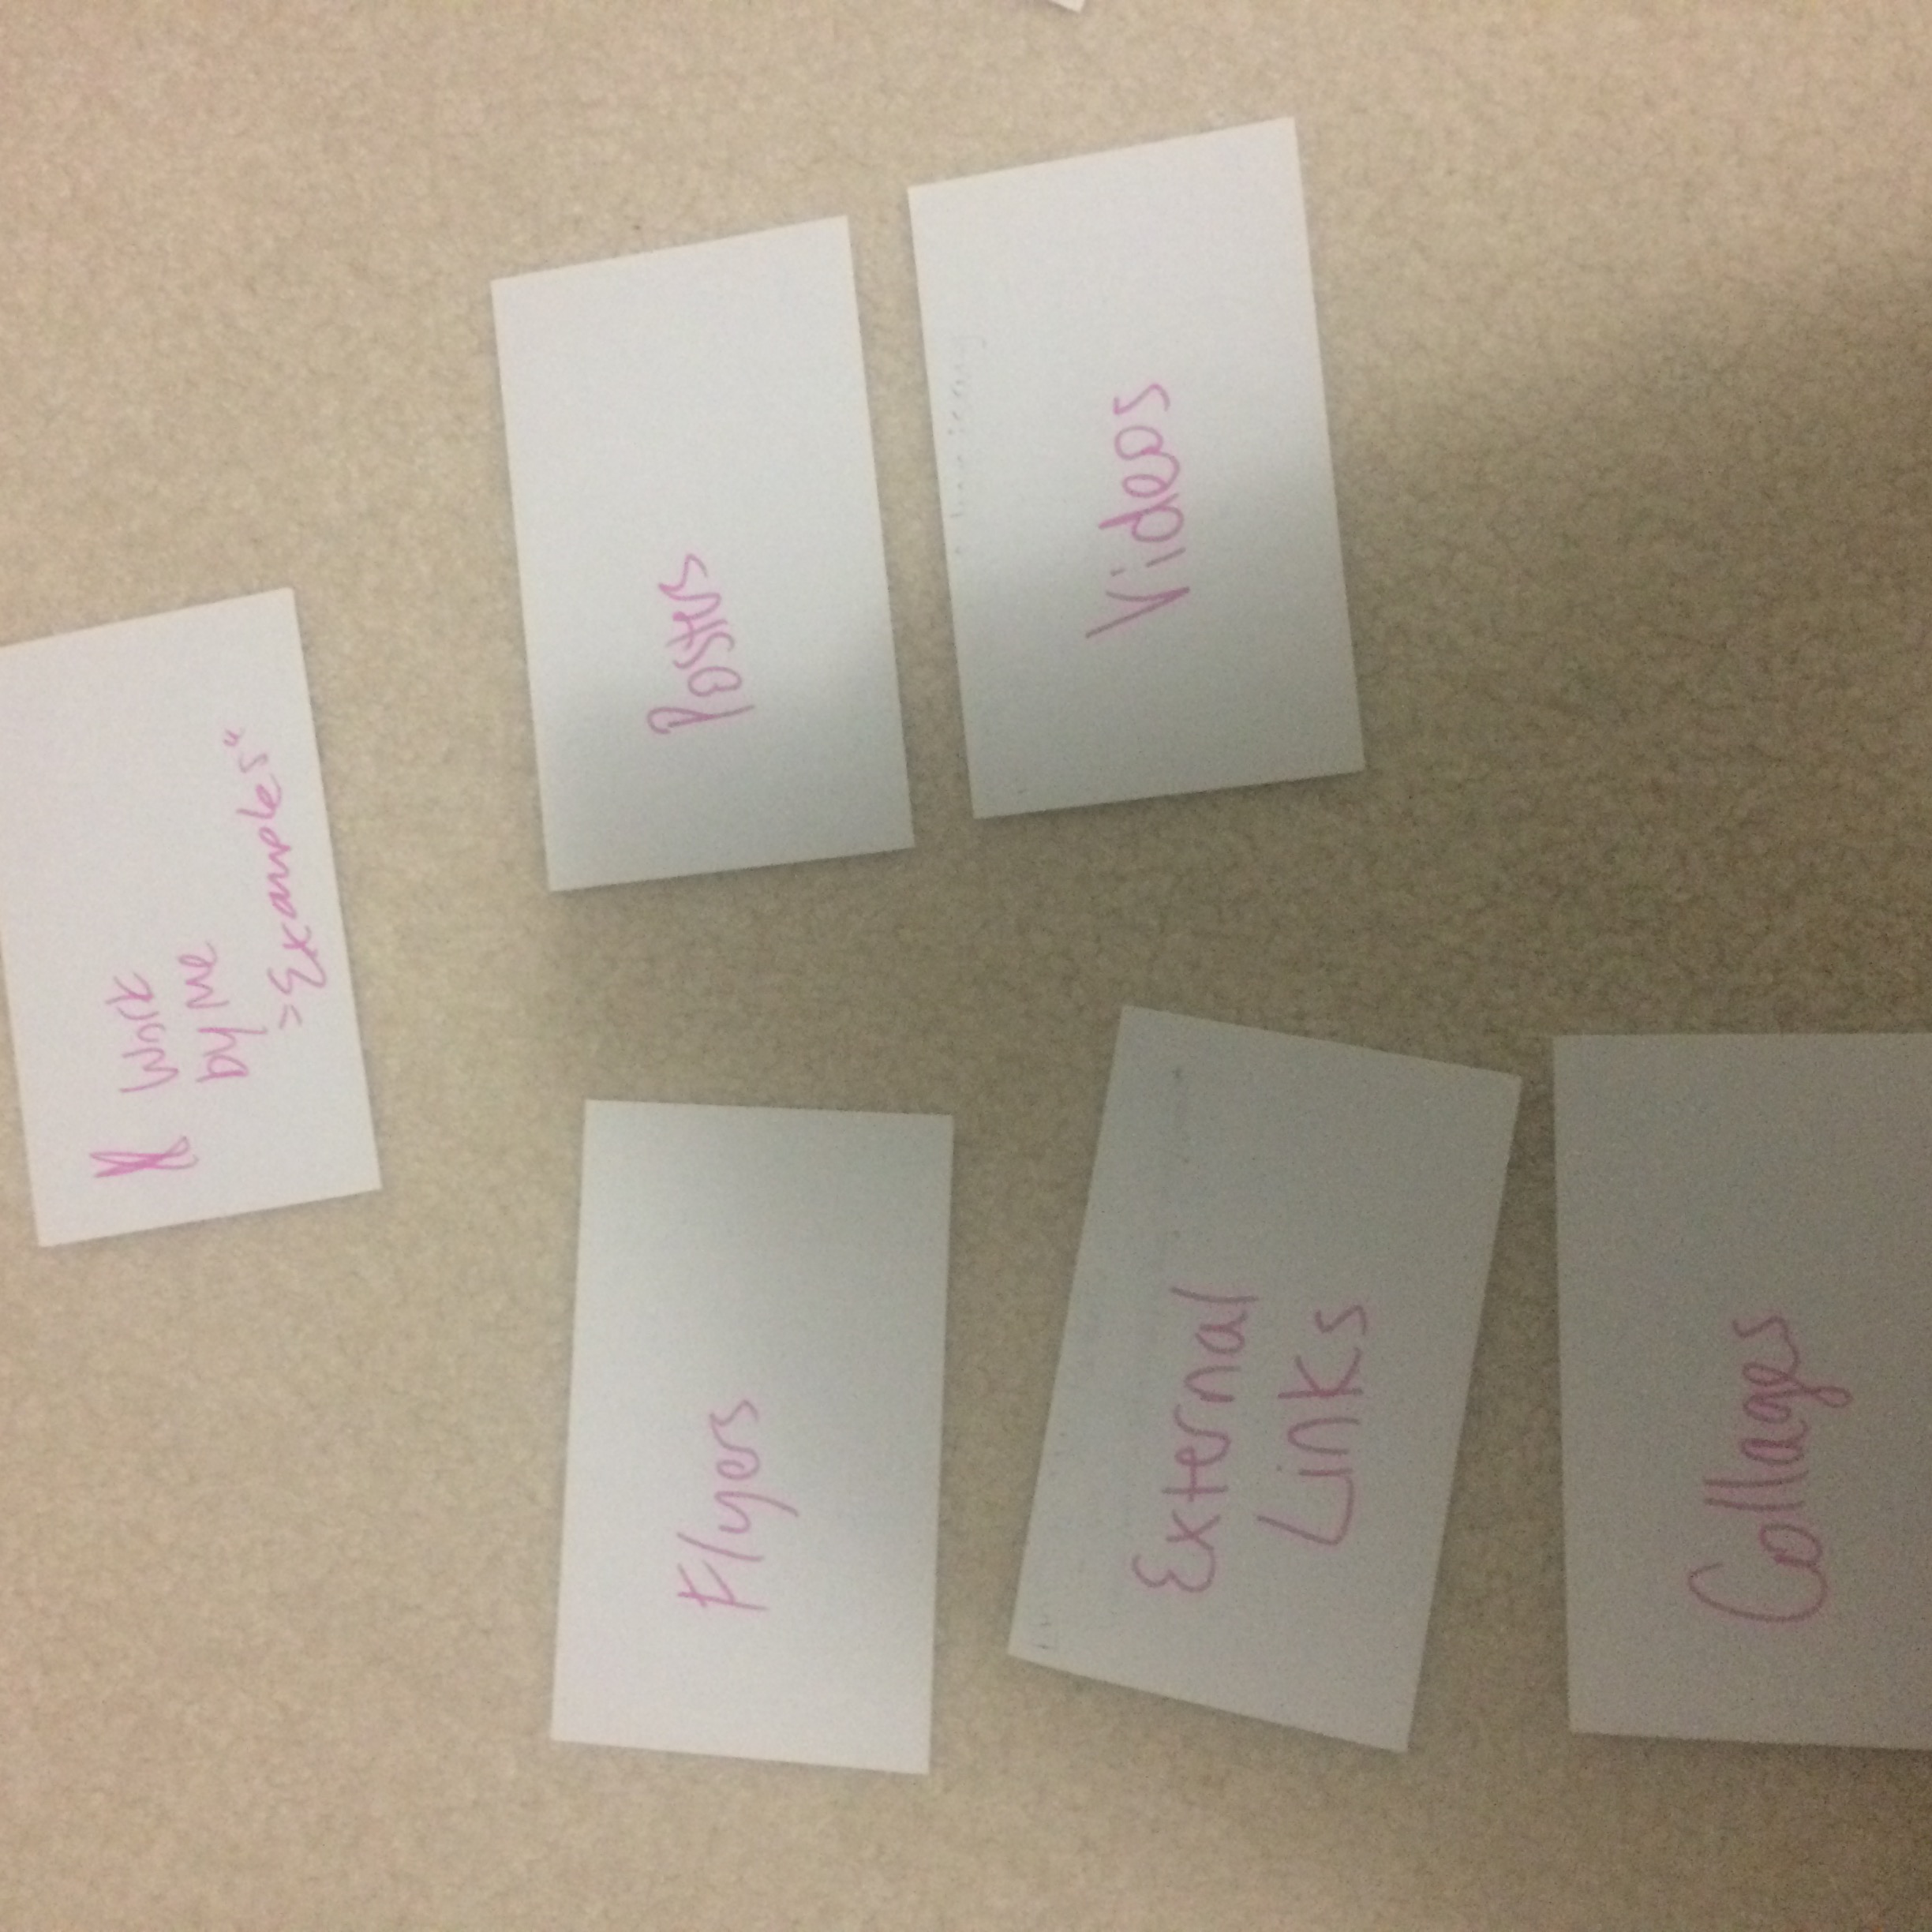 Work
by me
"Examples"
Flyers
Posters
External
Links
Videos
Collages